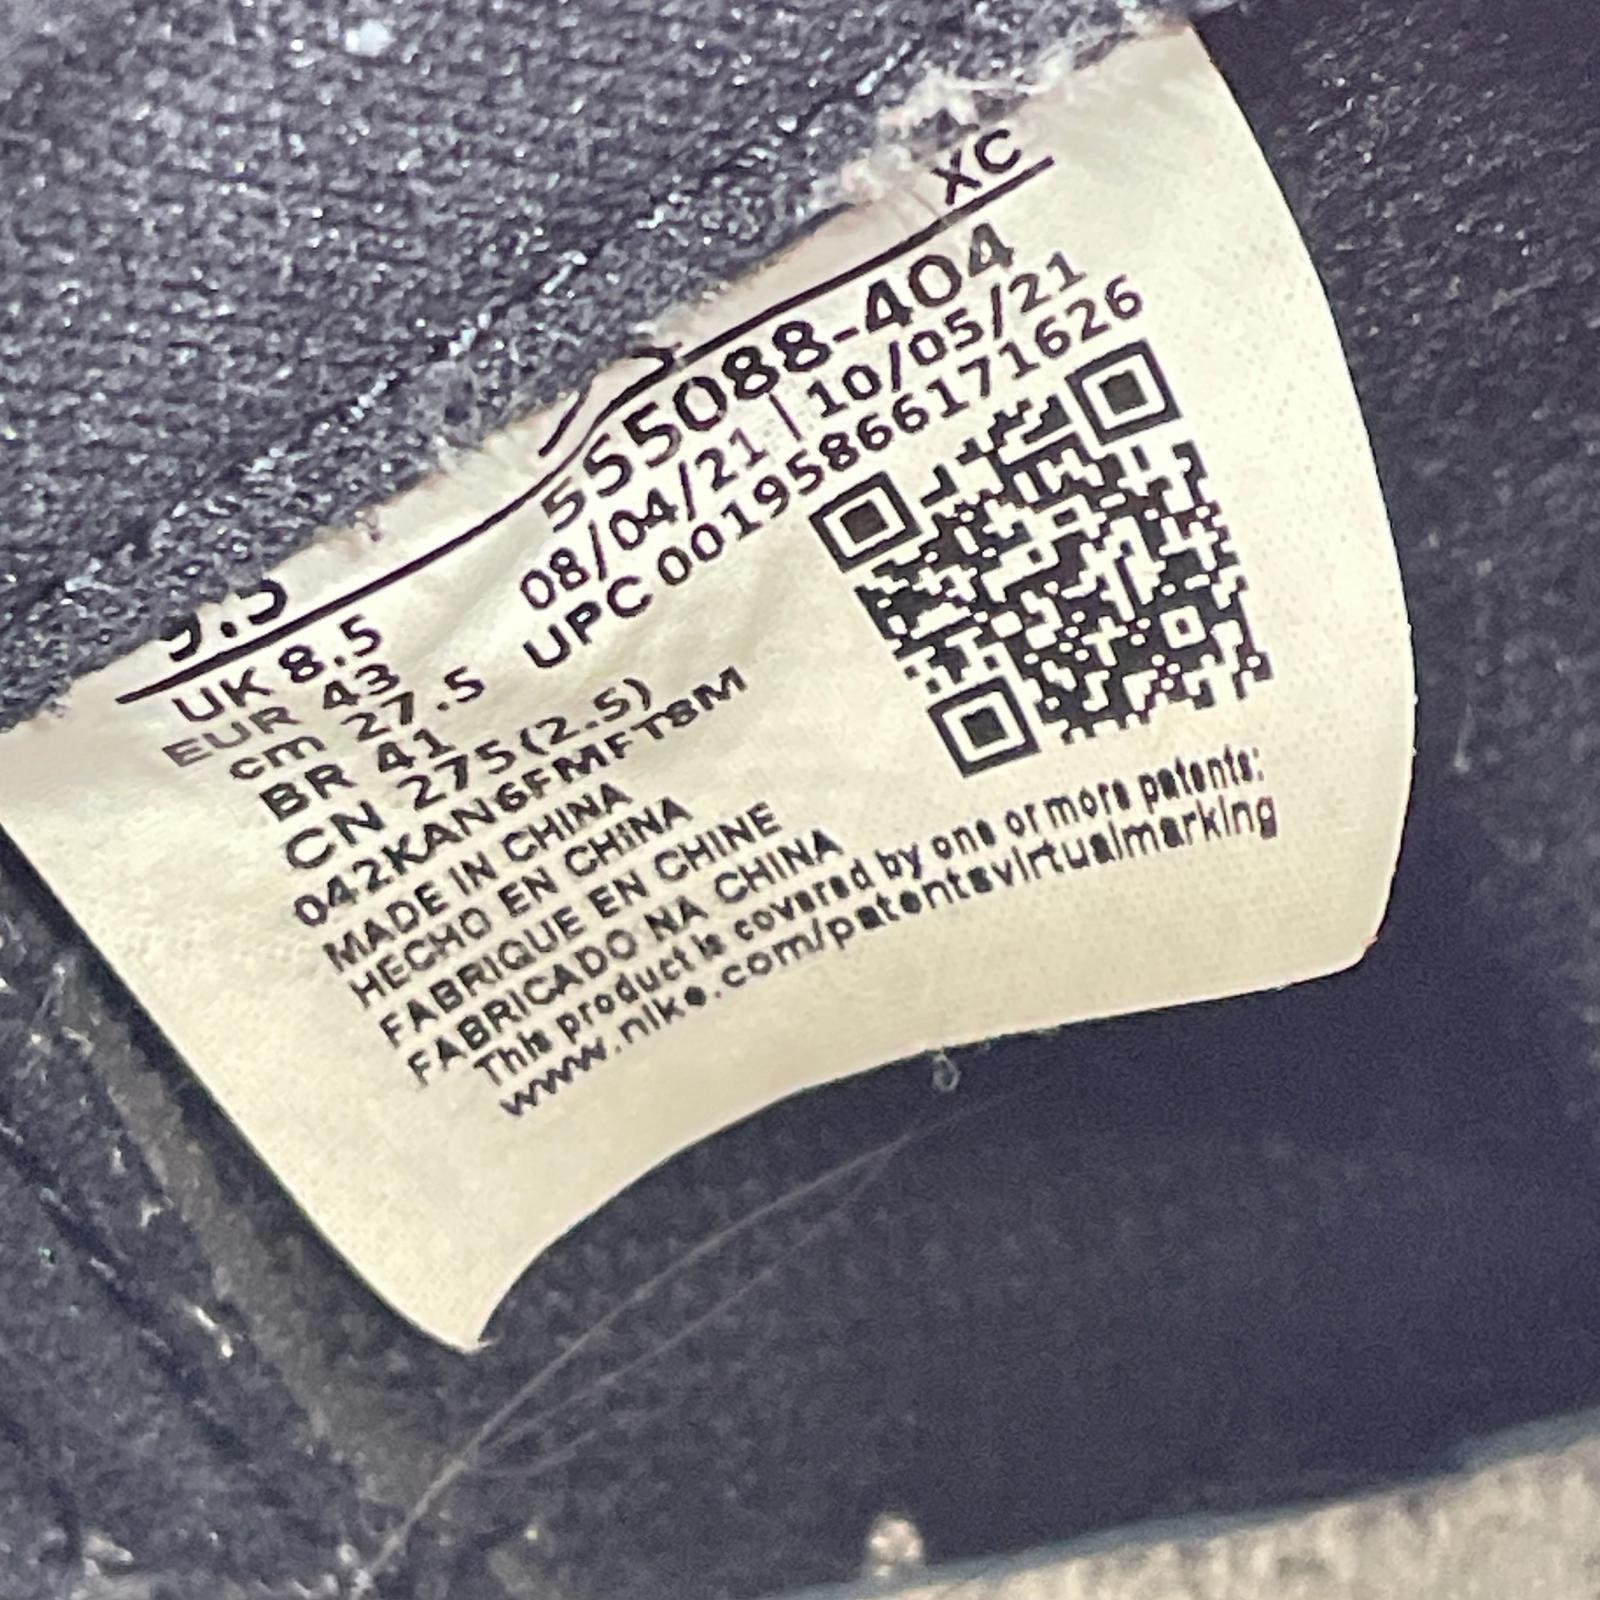 XC
9.5
UK 8.5
EUR 43
cm 27.5
BR 41
CN 275(2.5)
555088-404
08/04/21 | 10/05/21
UPC 00195866171626
042KAN6FMFT8M
MADE IN CHINA
HECHO EN CHINA
FABRIQUE EN CHINE
FABRICADO NA CHINA
This product is covered by one or more patents:
www.nike.com/patentsvirtualmarking